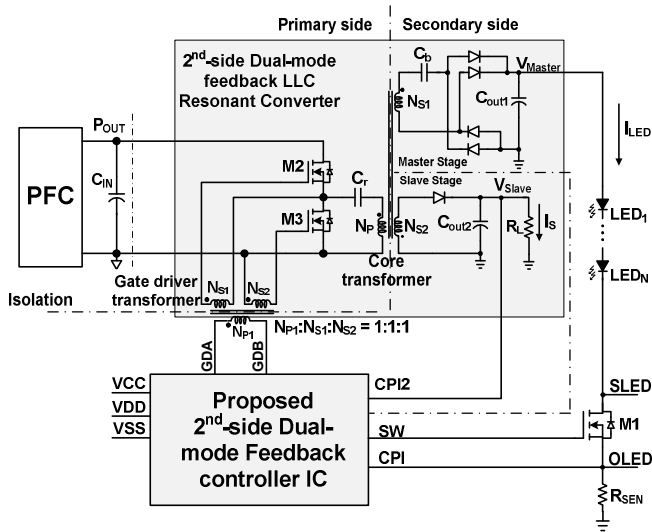 Primary side
Secondary side
2nd-side Dual-mode
feedback LLC
Resonant Converter
Cb
VMaster
NS1
Cout1
ILED
POUT
PFC
CIN
M2
Master Stage
Slave Stage
Cr
VSlave
M3
NP
NS2
Cout2
RL
IS
LED1
LEDN
Core
transformer
Gate driver
transformer
NS1
NS2
Isolation
NP1
NP1:NS1:NS2 = 1:1:1
GDA
GDB
VCC
VDD
VSS
Proposed
2nd-side Dual-
mode Feedback
controller IC
CPI2
SW
CPI
SLED
M1
OLED
RSEN